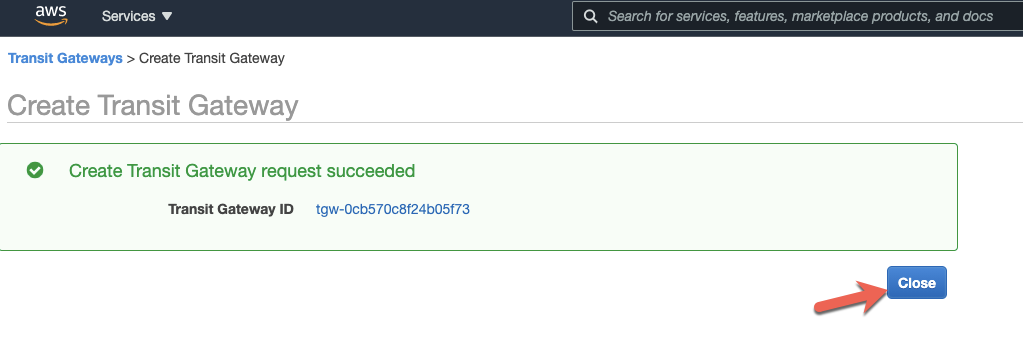 aws Services Search for services, features, marketplace products, and docs
Transit Gateways > Create Transit Gateway
Create Transit Gateway
Create Transit Gateway request succeeded
Transit Gateway ID tgw-0cb570c8f24b05f73
Close